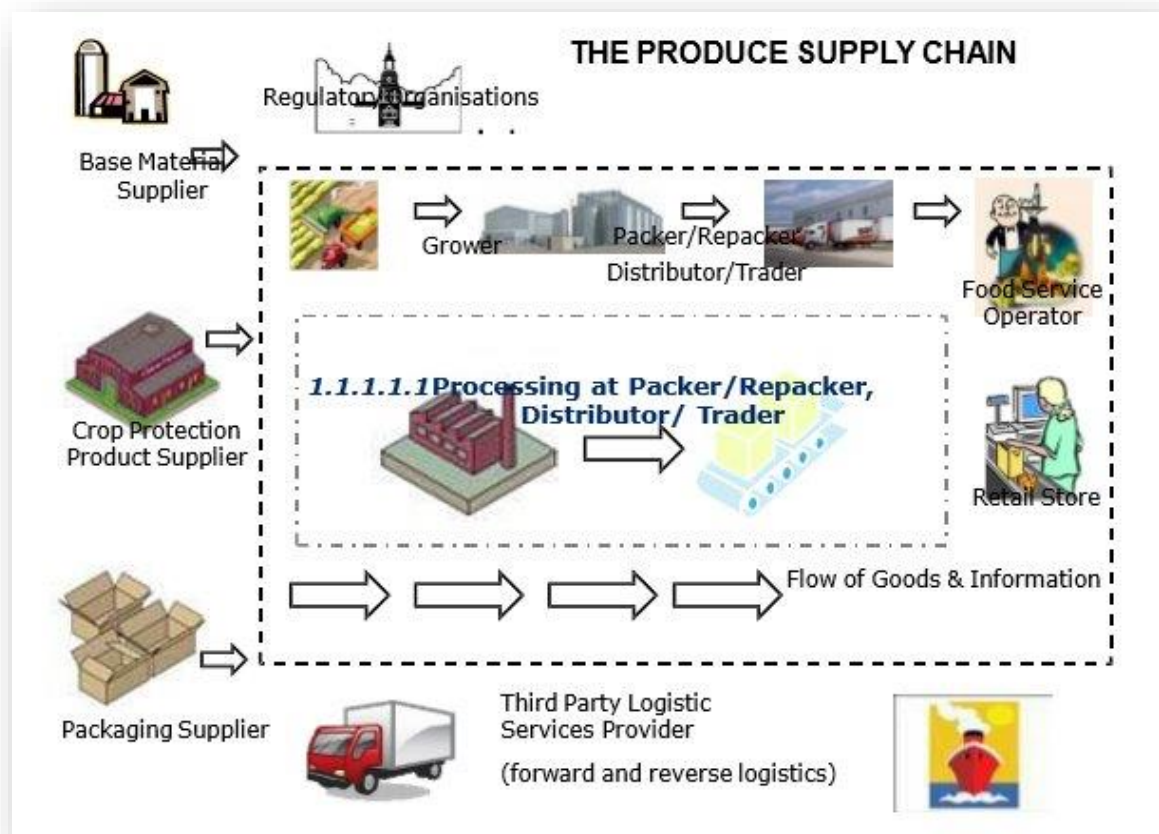 THE PRODUCE SUPPLY CHAIN
Regulatory Organisations
. .
Base Material
Supplier
Grower
Packer/Repacker
Distributor/Trader
Food Service
Operator
1.1.1.1.1Processing at Packer/Repacker,
Distributor/ Trader
Crop Protection
Product Supplier
Retail Store
Flow of Goods & Information
Packaging Supplier
Third Party Logistic
Services Provider
(forward and reverse logistics)